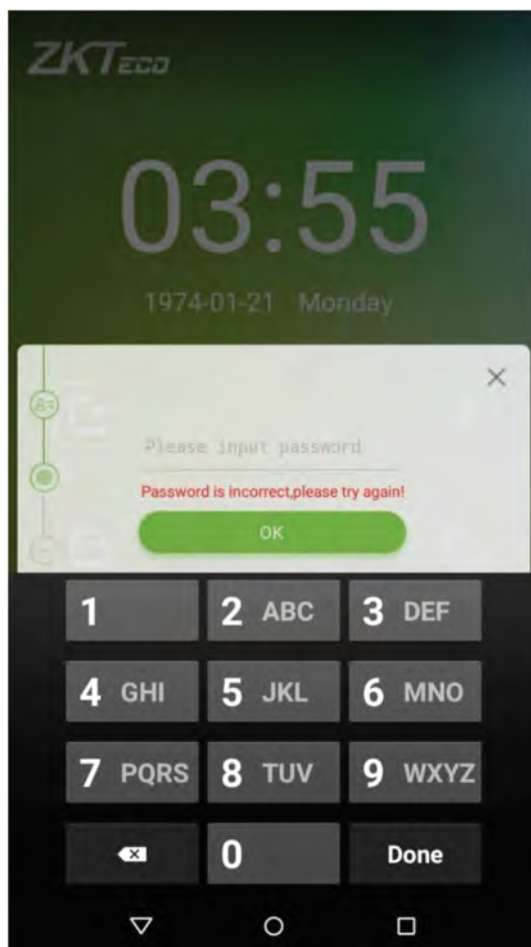 ZKTECO
03:55
1974-01-21 Monday
Please input password
Password is incorrect,please try again!
OK
1
2 ABC
3 DEF
4 GHI
5 JKL
6 MNO
7 PQRS
8 TUV
9 WXYZ
0
Done